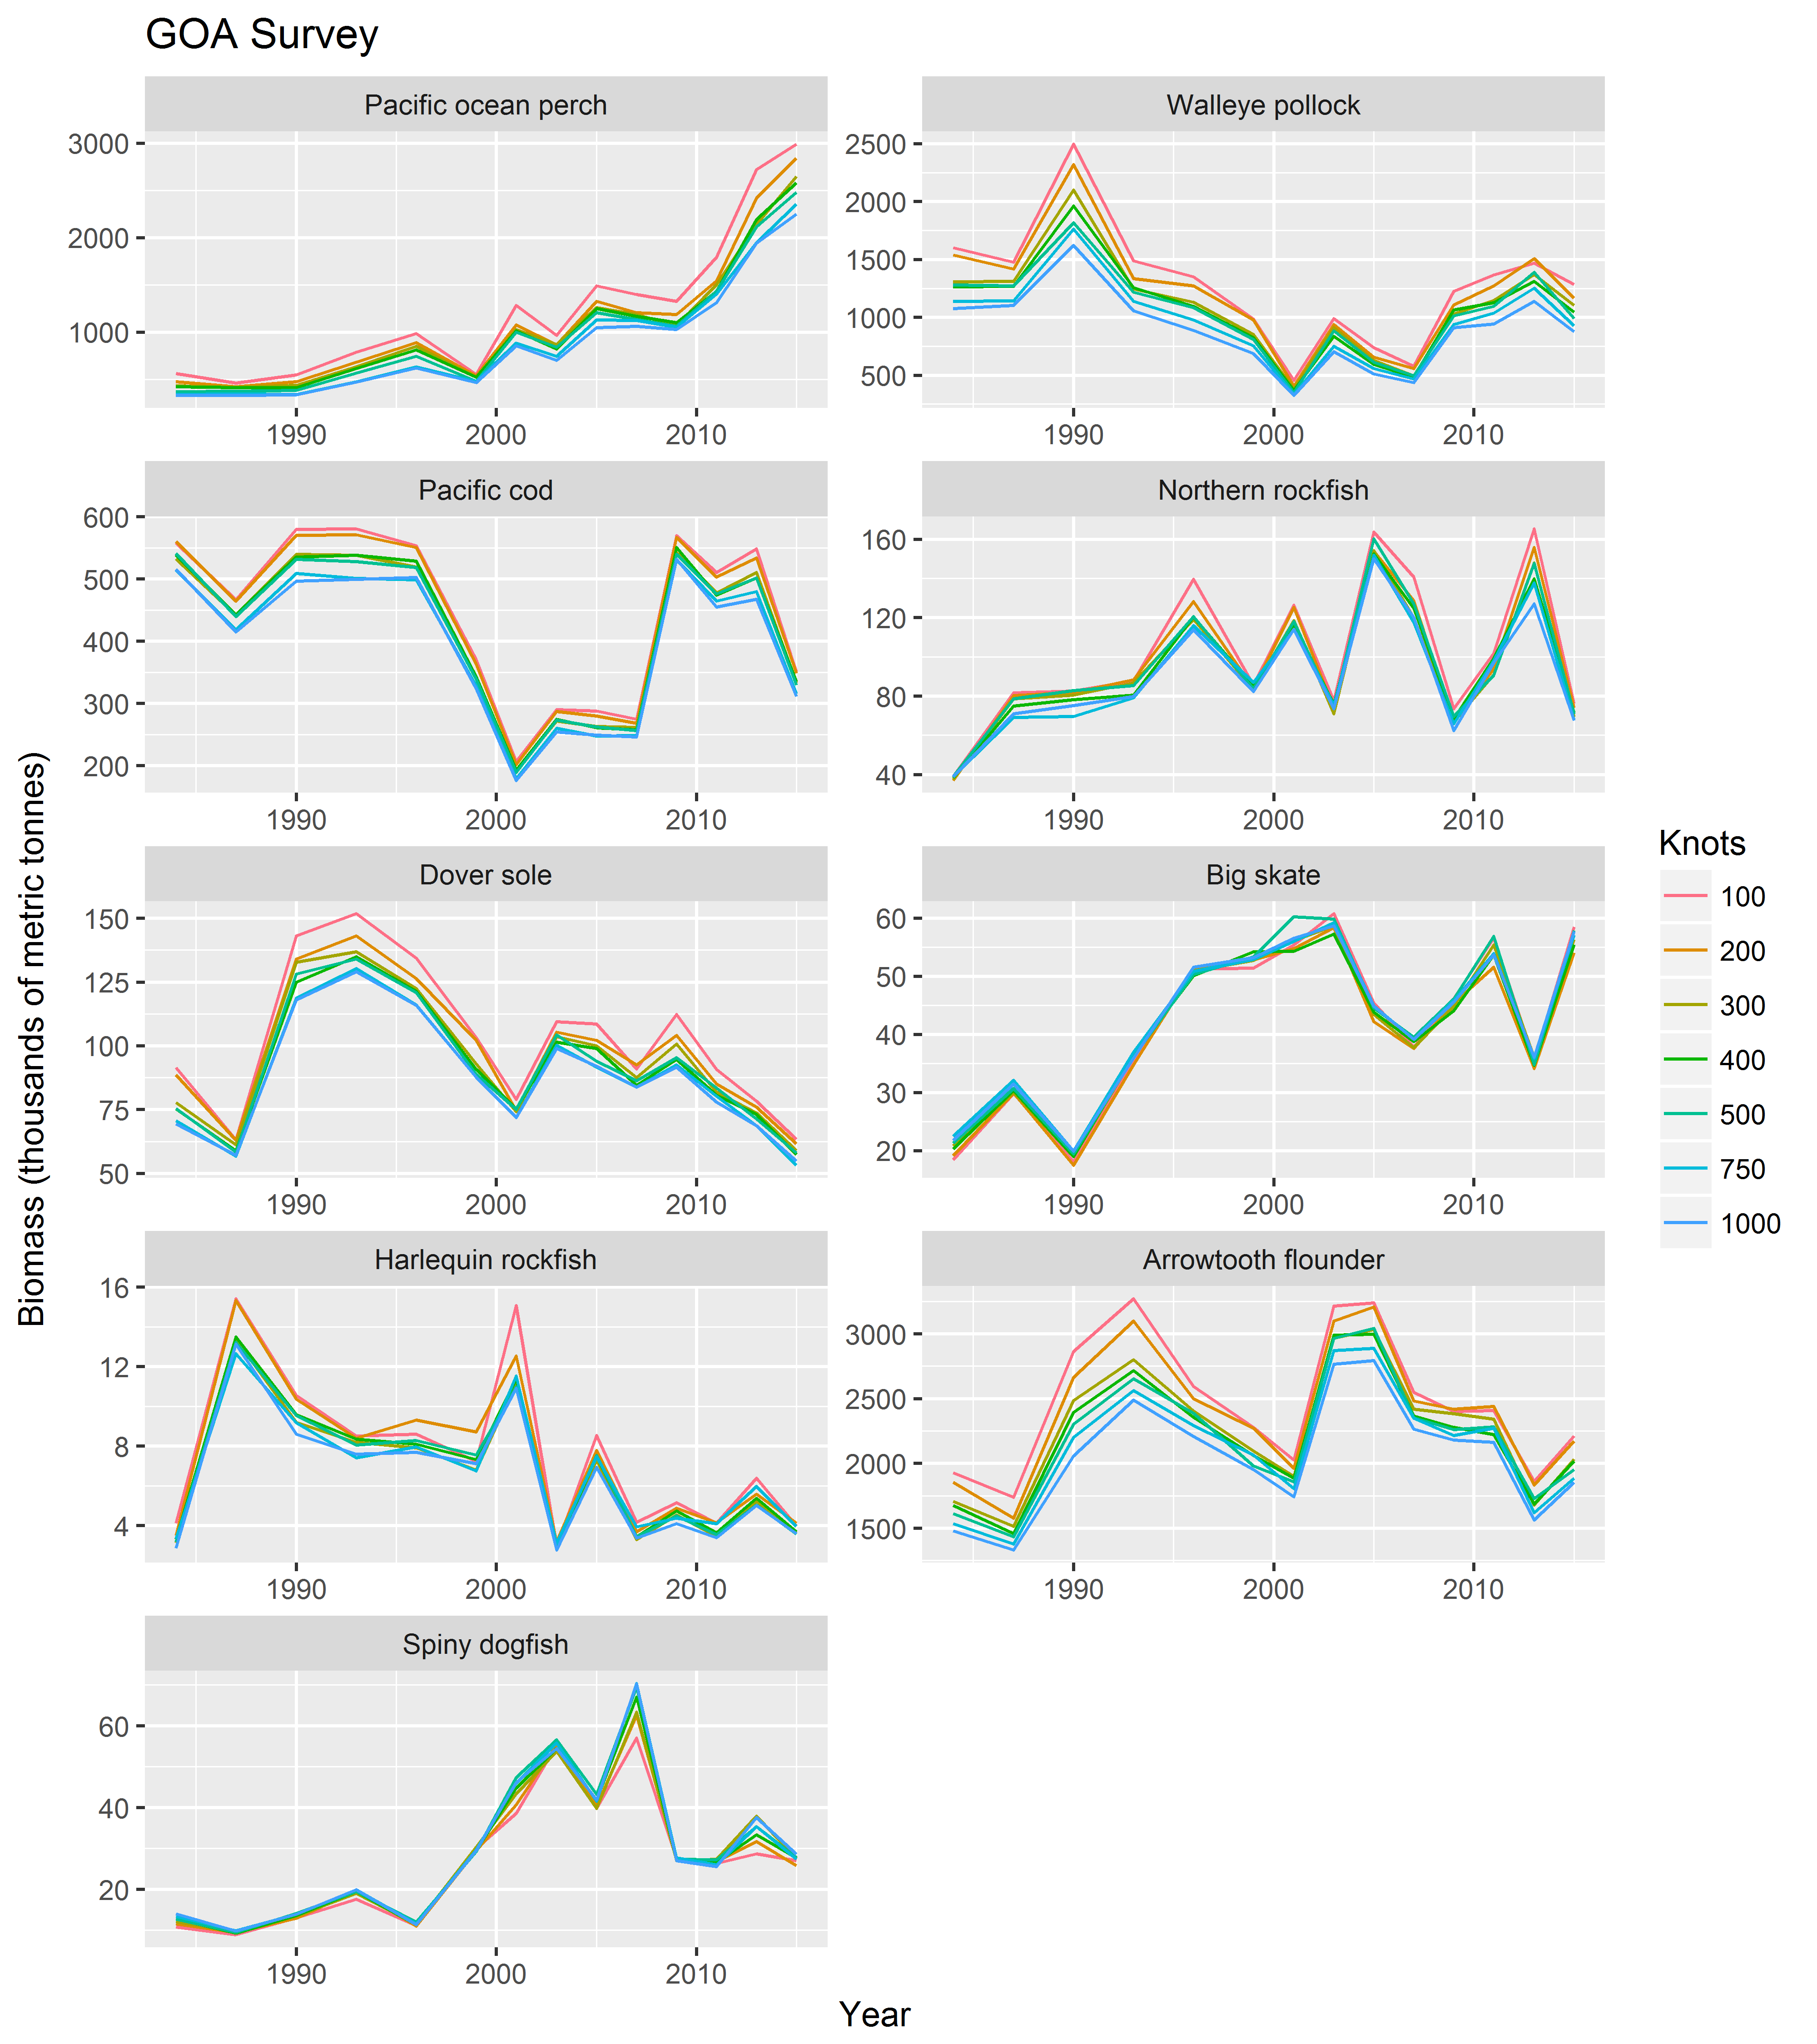 GOA Survey
Pacific ocean perch
Walleye pollock
3000
2000
1000
2500
2000
1500
1000
500
1990 2000 2010
1990 2000 2010
Pacific cod
Northern rockfish
600
500
400
300
200
160
120
80
40
1990 2000 2010
1990 2000 2010
Dover sole
Big skate
150
125
100
75
50
60
50
40
30
20
1990 2000 2010
1990 2000 2010
Harlequin rockfish
Arrowtooth flounder
16
12
8
4
3000
2500
2000
1500
1990 2000 2010
1990 2000 2010
Spiny dogfish
60
40
20
1990 2000 2010
Year
Biomass (thousands of metric tonnes)
Knots
100
200
300
400
500
750
1000